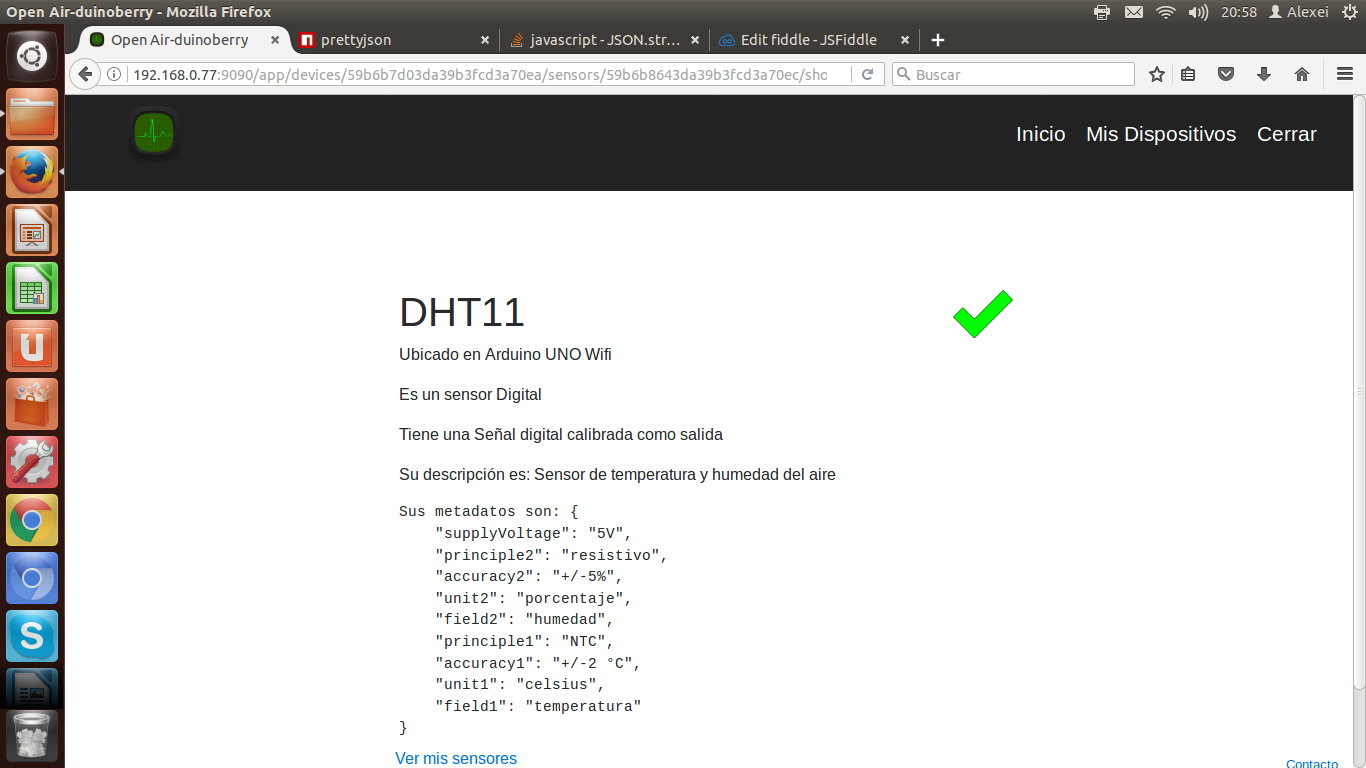 Open Air-duinoberry - Mozilla Firefox
20:58
Alexei
Open Air-duinoberry
prettyjson
javascript - JSON.str...
Edit fiddle - JSFiddle
192.168.0.77:9090/app/devices/59b6b7d03da39b3fcd3a70ea/sensors/59b6b8643da39b3fcd3a70ec/sho
Buscar
Inicio
Mis Dispositivos
Cerrar
DHT11
Ubicado en Arduino UNO Wifi
Es un sensor Digital
Tiene una Señal digital calibrada como salida
Su descripción es: Sensor de temperatura y humedad del aire
Sus metadatos son: {
"supplyVoltage": "5V",
"principle2": "resistivo",
"accuracy2": "+/-5%",
"unit2": "porcentaje",
"field2": "humedad",
"principle1": "NTC",
"accuracy1": "+/-2 °C",
"unit1": "celsius",
"field1": "temperatura"
}
Ver mis sensores
Contacto